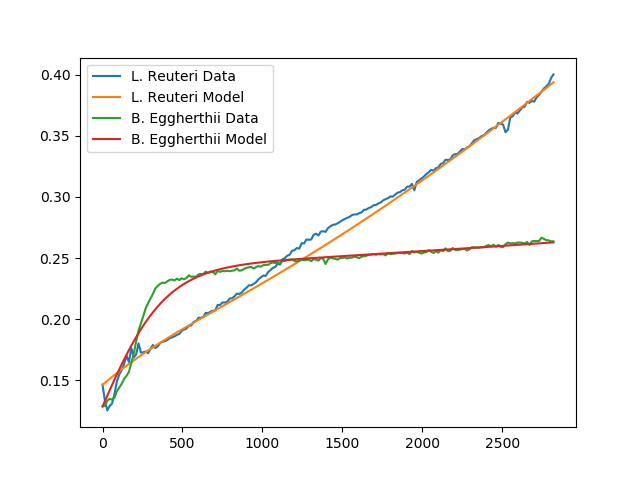 L. Reuteri Data
L. Reuteri Model
B. Eggherthii Data
B. Eggherthii Model
0.40
0.35
0.30
0.25
0.20
0.15
0 500 1000 1500 2000 2500